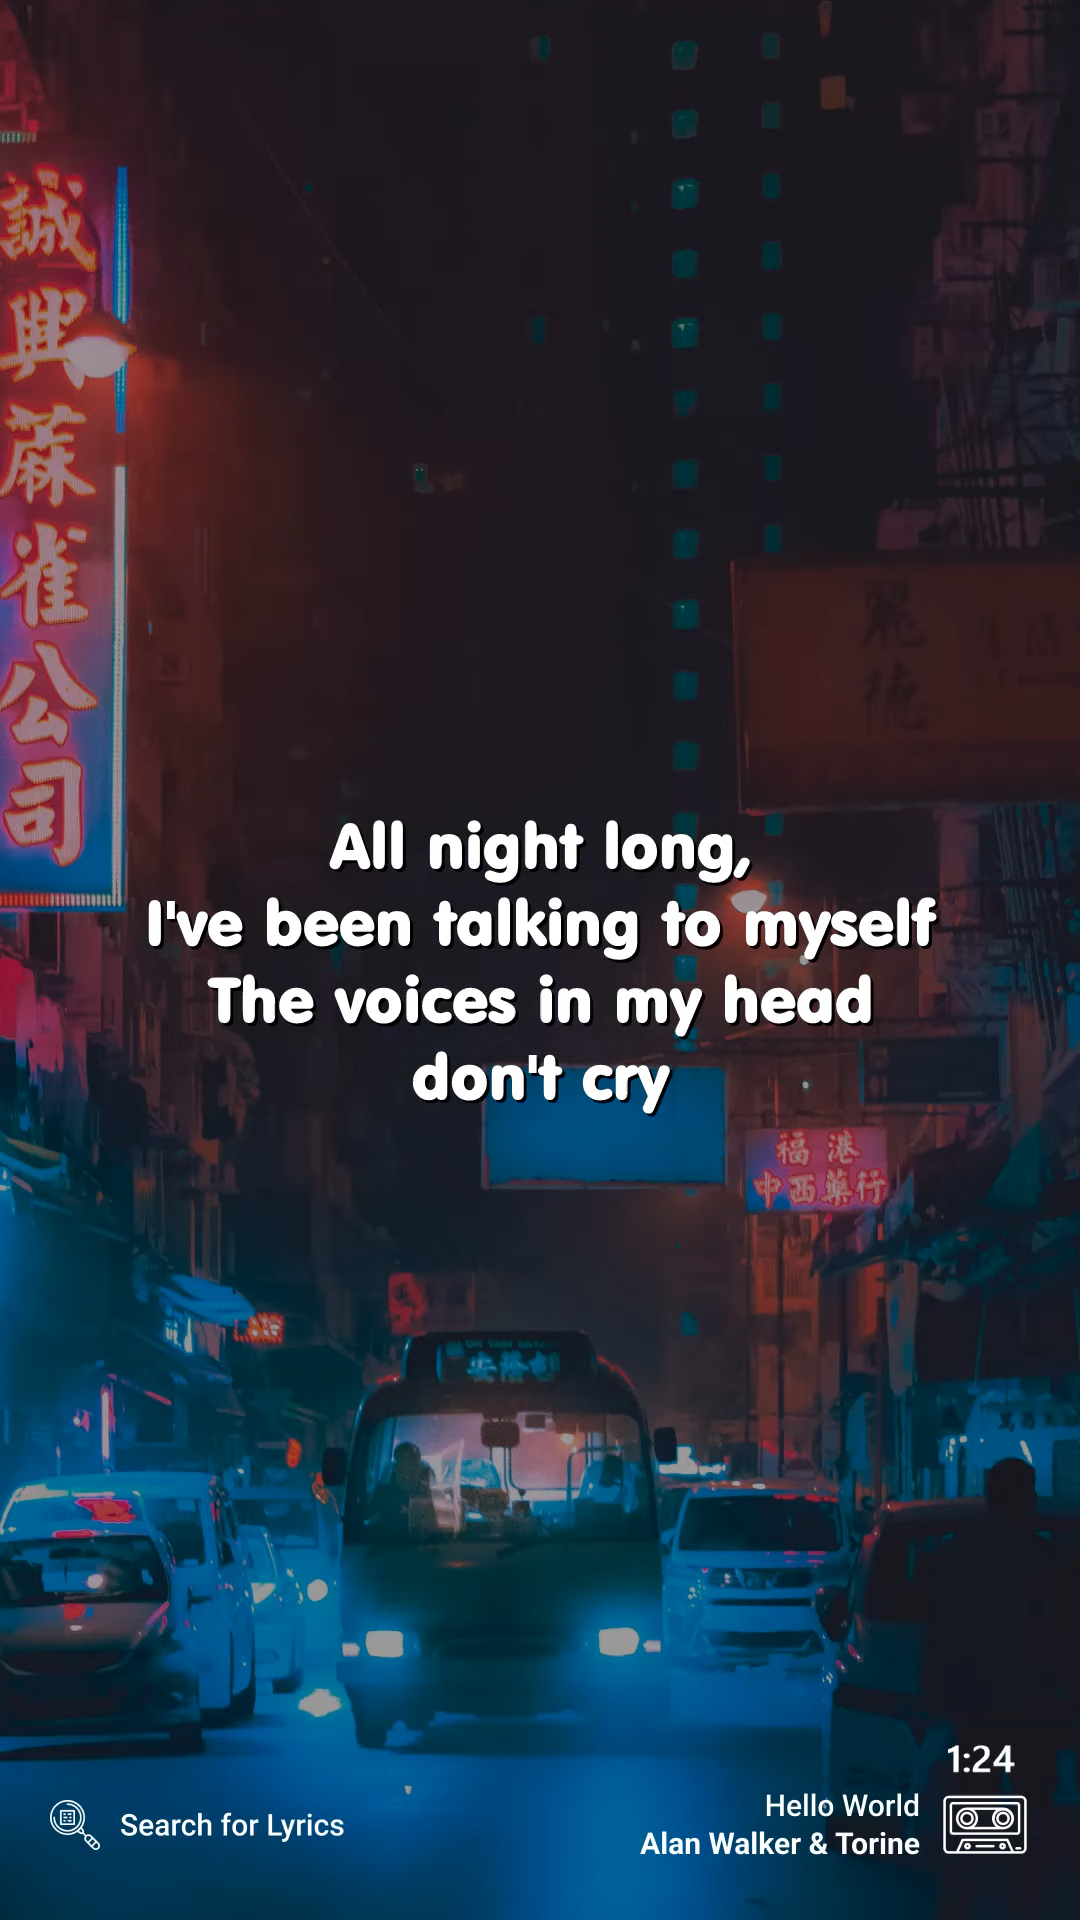 誠興蔴雀公司
All night long,
I've been talking to myself
The voices in my head
don't cry
福港
中西藥行
1:24
Search for Lyrics
Hello World
Alan Walker & Torine